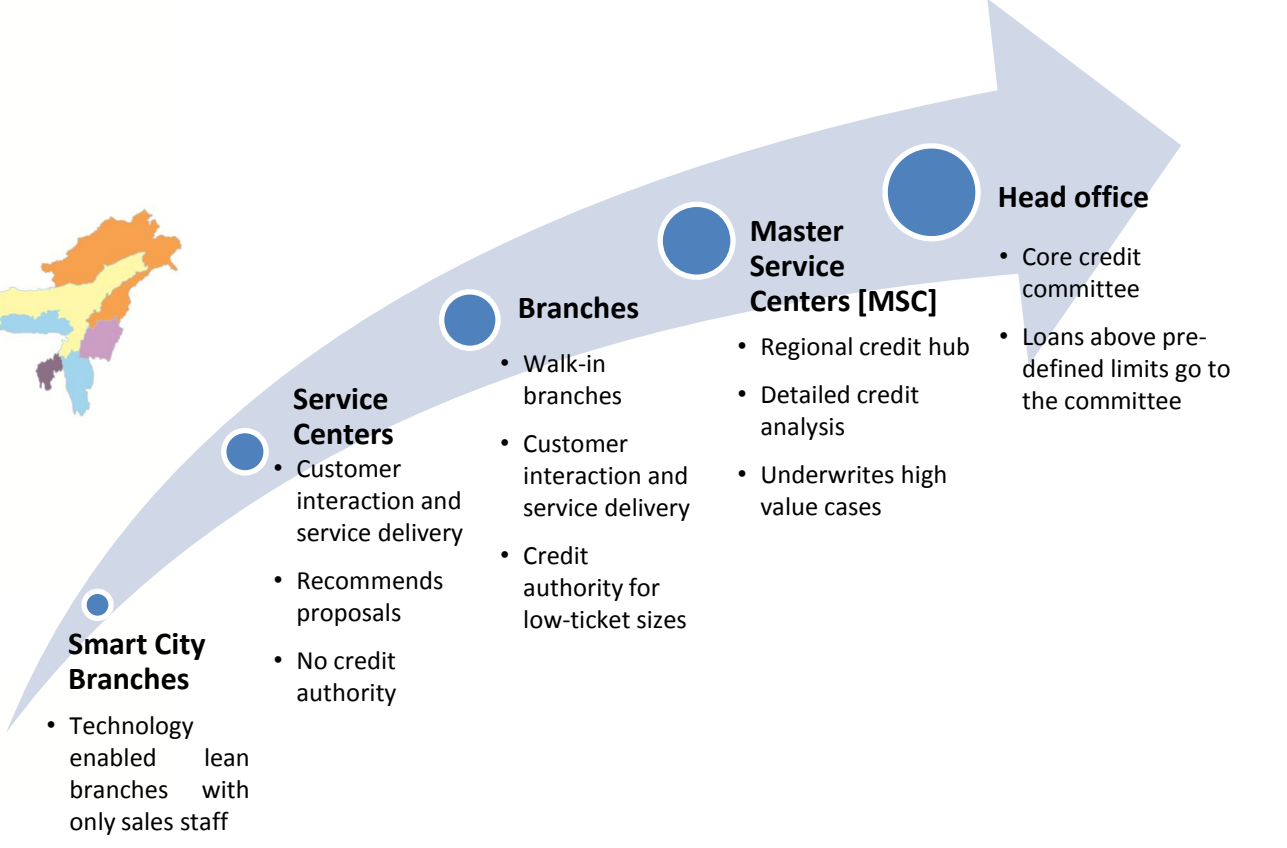 Smart City
Branches
• Technology
enabled lean
branches with
only sales staff
Service
Centers
• Customer
interaction and
service delivery
• Recommends
proposals
• No credit
authority
Branches
• Walk-in
branches
• Customer
interaction and
service delivery
• Credit
authority for
low-ticket sizes
Master
Service
Centers [MSC]
• Regional credit hub
• Detailed credit
analysis
• Underwrites high
value cases
Head office
• Core credit
committee
• Loans above pre-
defined limits go to
the committee